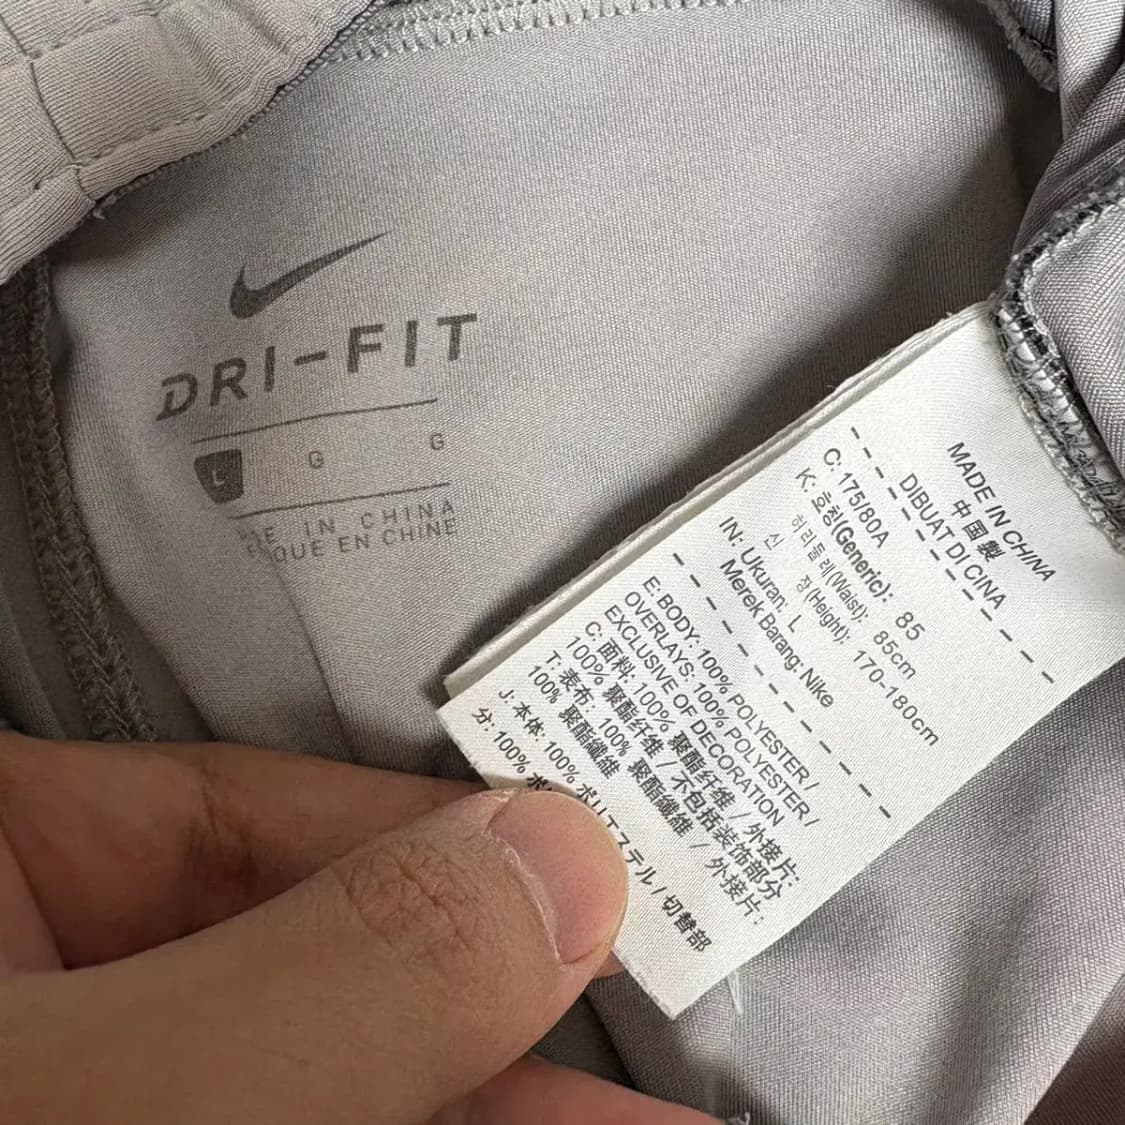 DRI-FIT
L G G
IN CHINA
EN CHINE
MADE IN CHINA
中国製
DIBUAT DI CINA
C: 175/80A
K: 호칭(Generic): 85
허리둘레(Waist): 85cm
신 장 (Height): 170-180cm
IN: Ukuran: L
Merek Barang: Nike
E: BODY: 100% POLYESTER /
OVERLAYS: 100% POLYESTER /
EXCLUSIVE OF DECORATION
C: 面料: 100% 聚酯纤维 / 外接片:
100% 聚酯纤维 / 不包括装饰部分
T: 表布: 100% 聚酯纖維 / 外接片:
100% 聚酯纖維
J: 本体: 100% ポリエステル / 切替部
分: 100%